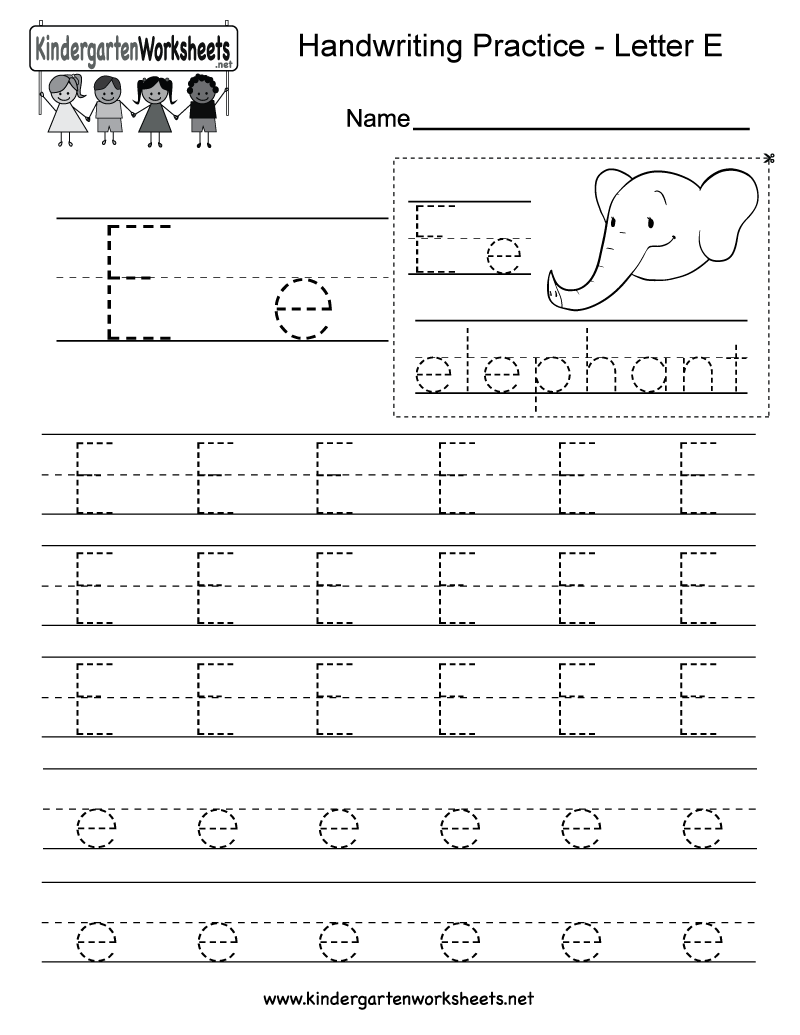 KindergartenWorksheets
.net
Handwriting Practice - Letter E
Name
E e
E e
elephant
E E E E E E
E E E E E E
E E E E E E
e e e e e e
e e e e e e
www.kindergartenworksheets.net